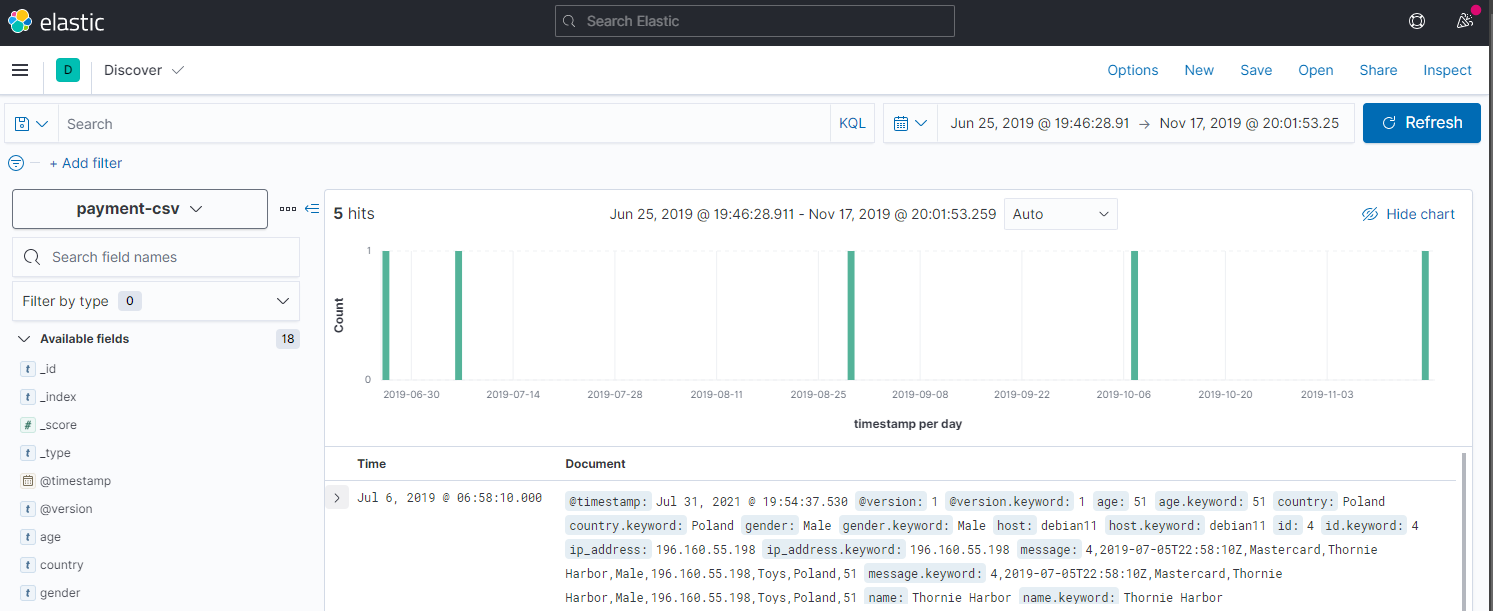 elastic
Search Elastic
D
Discover
Options New Save Open Share Inspect
Search
KQL
Jun 25, 2019 @ 19:46:28.91 → Nov 17, 2019 @ 20:01:53.25
Refresh
+ Add filter
payment-csv
5 hits
Jun 25, 2019 @ 19:46:28.911 - Nov 17, 2019 @ 20:01:53.259
Auto
Hide chart
Search field names
Filter by type 0
Available fields 18
t _id
t _index
# _score
t _type
@timestamp
t @version
t age
t country
t gender
1
0
Count
2019-06-30 2019-07-14 2019-07-28 2019-08-11 2019-08-25 2019-09-08 2019-09-22 2019-10-06 2019-10-20 2019-11-03
timestamp per day
Time Document
Jul 6, 2019 @ 06:58:10.000
@timestamp: Jul 31, 2021 @ 19:54:37.530 @version: 1 @version.keyword: 1 age: 51 age.keyword: 51 country: Poland
country.keyword: Poland gender: Male gender.keyword: Male host: debian11 host.keyword: debian11 id: 4 id.keyword: 4
ip_address: 196.160.55.198 ip_address.keyword: 196.160.55.198 message: 4,2019-07-05T22:58:10Z,Mastercard,Thornie
Harbor,Male,196.160.55.198,Toys,Poland,51 message.keyword: 4,2019-07-05T22:58:10Z,Mastercard,Thornie
Harbor,Male,196.160.55.198,Toys,Poland,51 name: Thornie Harbor name.keyword: Thornie Harbor